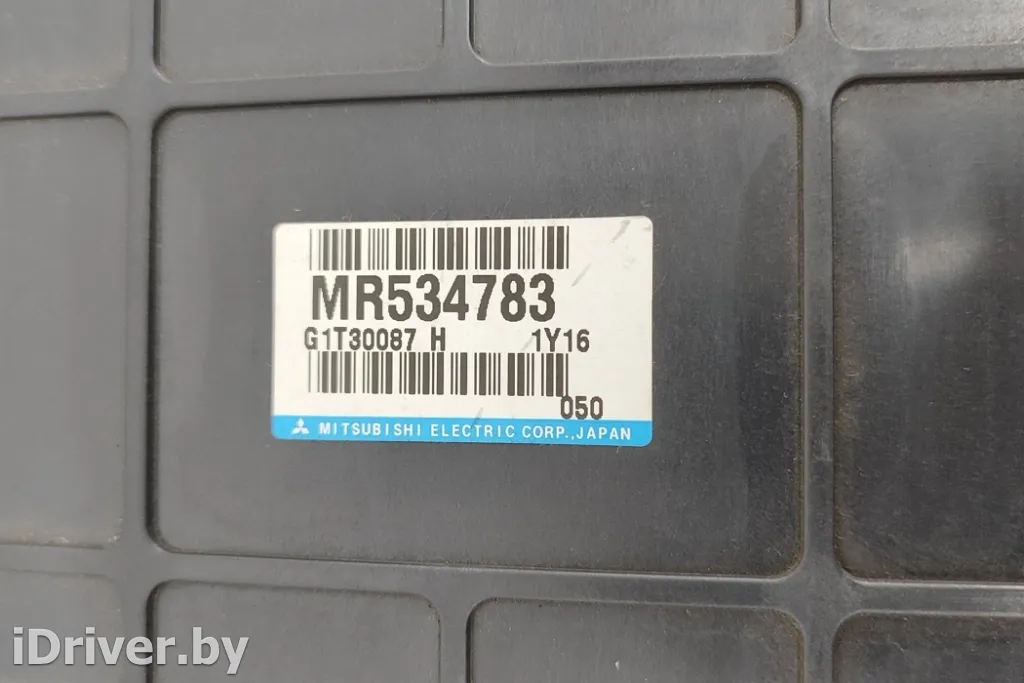 MR534783
G1T30087 H 1Y16
050
MITSUBISHI ELECTRIC CORP.,JAPAN
iDriver.by